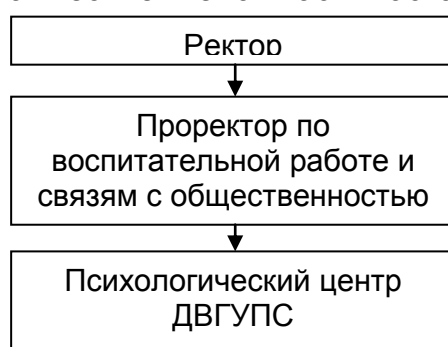 Ректор
Проректор по
воспитательной работе и
связям с общественностью
Психологический центр
ДВГУПС